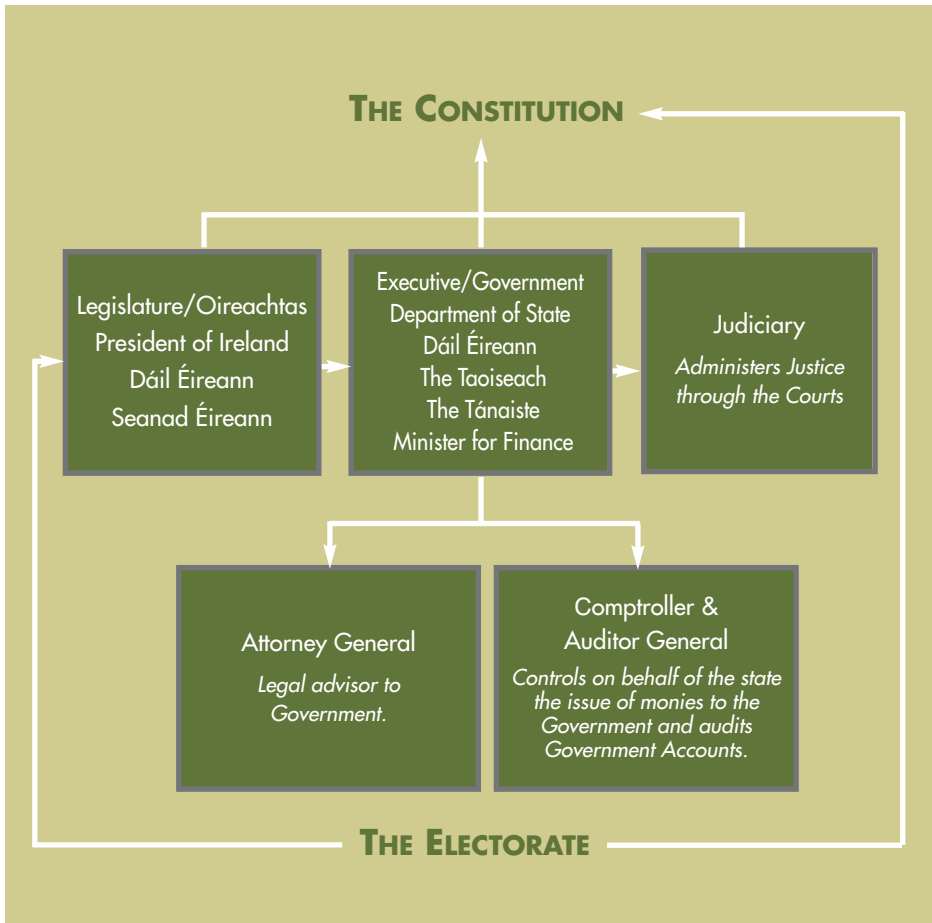 THE CONSTITUTION
Legislature/Oireachtas
President of Ireland
Dáil Éireann
Seanad Éireann
Executive/Government
Department of State
Dáil Éireann
The Taoiseach
The Tánaiste
Minister for Finance
Judiciary
Administers Justice
through the Courts
Attorney General
Legal advisor to
Government.
Comptroller &
Auditor General
Controls on behalf of the state
the issue of monies to the
Government and audits
Government Accounts.
THE ELECTORATE